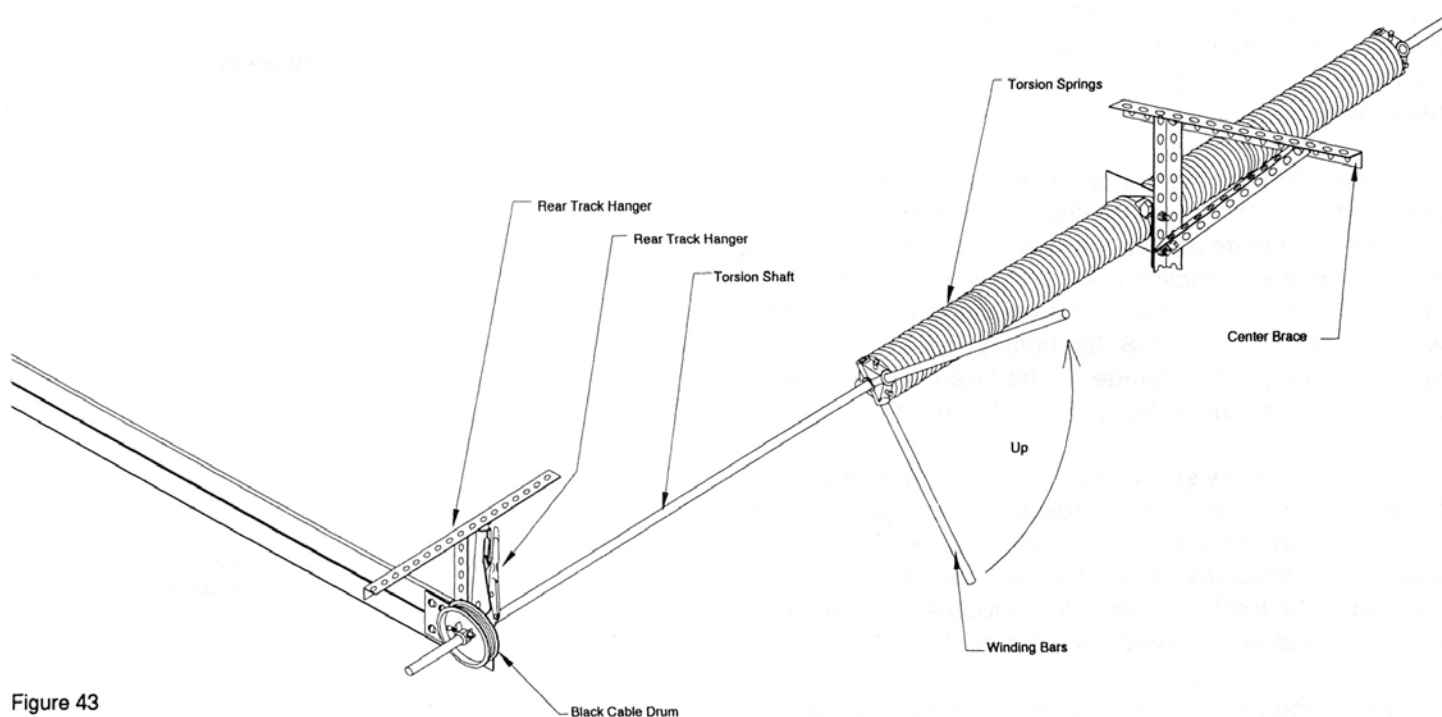 Torsion Springs
Rear Track Hanger
Rear Track Hanger
Torsion Shaft
Center Brace
Up
Winding Bars
Figure 43
Black Cable Drum